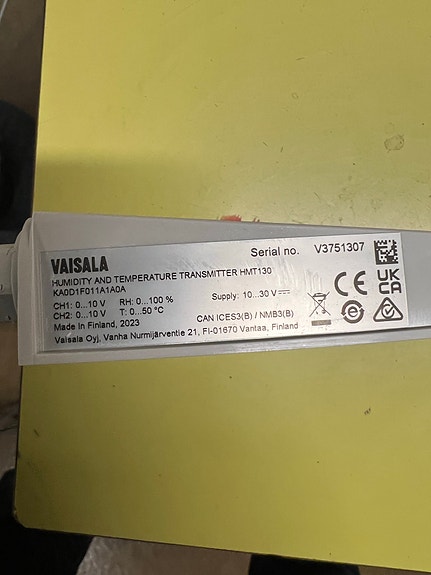 VAISALA
Serial no. V3751307
HUMIDITY AND TEMPERATURE TRANSMITTER HMT130
KA0D1F011A1A0A
CH1: 0...10 V RH: 0...100 % Supply: 10...30 V
CH2: 0...10 V T: 0...50 °C
Made in Finland, 2023 CAN ICES3(B) / NMB3(B)
Vaisala Oyj, Vanha Nurmijärventie 21, FI-01670 Vantaa, Finland
CE
UK
CA